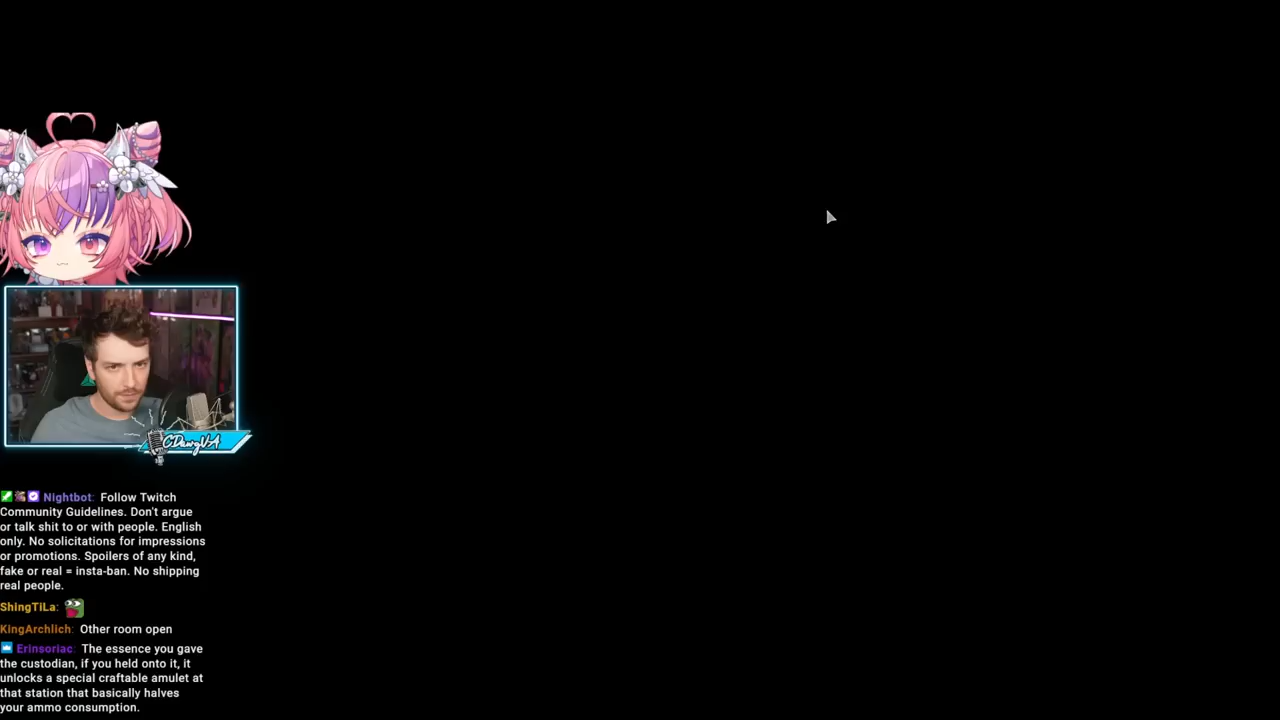 CDawgVA
Nightbot: Follow Twitch
Community Guidelines. Don't argue
or talk shit to or with people. English
only. No solicitations for impressions
or promotions. Spoilers of any kind,
fake or real = insta-ban. No shipping
real people.
ShingTiLa:
KingArchlich: Other room open
Erinsoriac: The essence you gave
the custodian, if you held onto it, it
unlocks a special craftable amulet at
that station that basically halves
your ammo consumption.